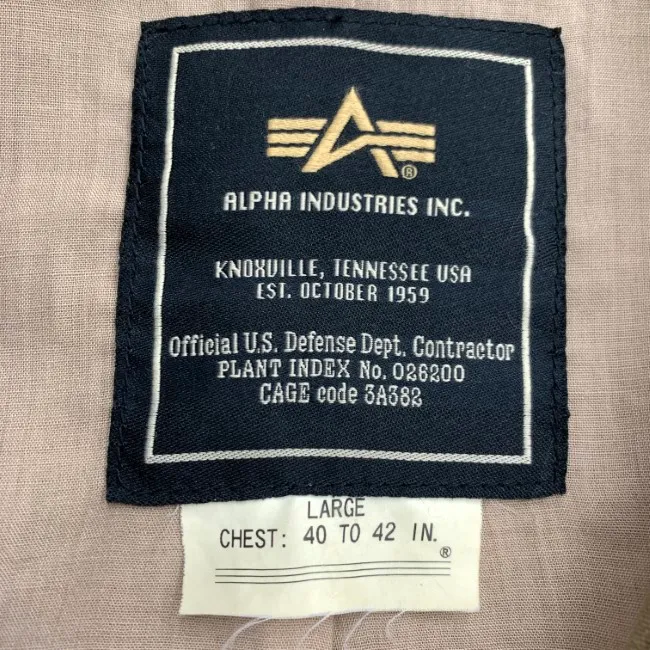 ®
ALPHA INDUSTRIES INC.
KNOXVILLE, TENNESSEE USA
EST. OCTOBER 1959
Official U.S. Defense Dept. Contractor
PLANT INDEX No. 026200
CAGE code 3A382
LARGE
CHEST: 40 TO 42 IN.
®